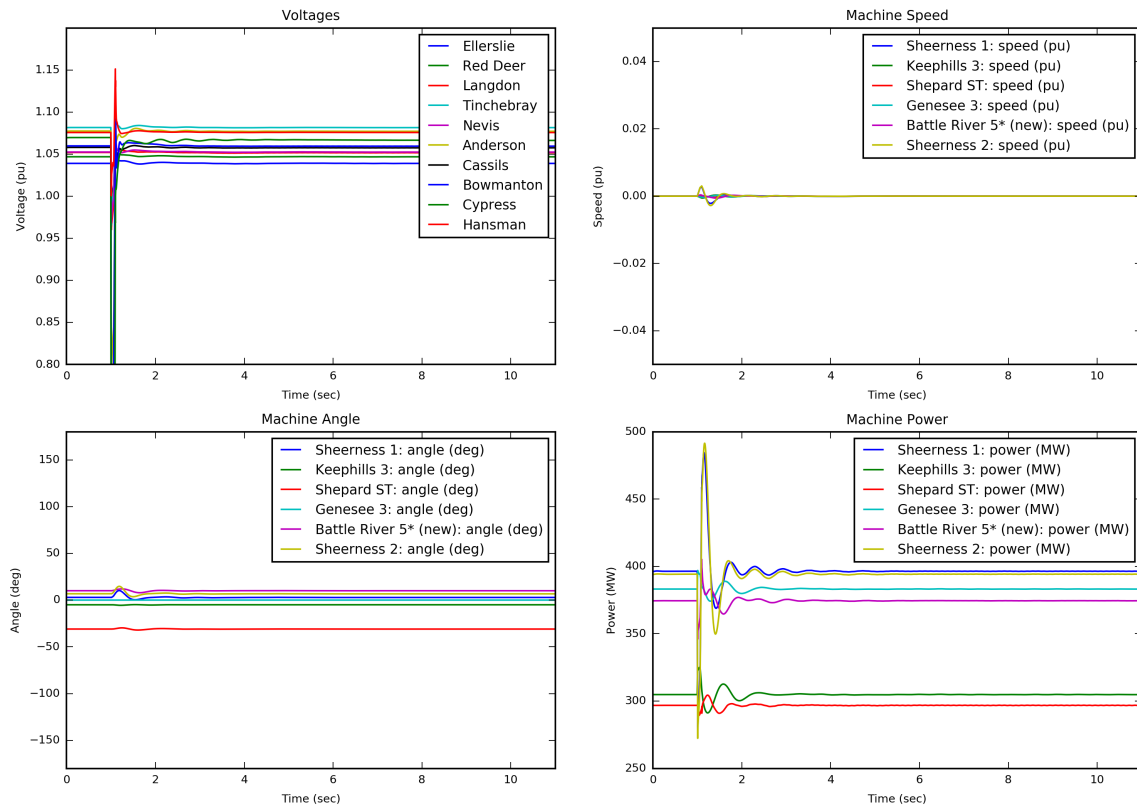 Voltages
Voltage (pu)
1.15
1.10
1.05
1.00
0.95
0.90
0.85
0.80
0 2 4 6 8 10
Time (sec)
Ellerslie
Red Deer
Langdon
Tinchebray
Nevis
Anderson
Cassils
Bowmanton
Cypress
Hansman
Machine Speed
Speed (pu)
0.04
0.02
0.00
−0.02
−0.04
0 2 4 6 8 10
Time (sec)
Sheerness 1: speed (pu)
Keephills 3: speed (pu)
Shepard ST: speed (pu)
Genesee 3: speed (pu)
Battle River 5* (new): speed (pu)
Sheerness 2: speed (pu)
Machine Angle
Angle (deg)
150
100
50
0
−50
−100
−150
0 2 4 6 8 10
Time (sec)
Sheerness 1: angle (deg)
Keephills 3: angle (deg)
Shepard ST: angle (deg)
Genesee 3: angle (deg)
Battle River 5* (new): angle (deg)
Sheerness 2: angle (deg)
Machine Power
Power (MW)
500
450
400
350
300
250
0 2 4 6 8 10
Time (sec)
Sheerness 1: power (MW)
Keephills 3: power (MW)
Shepard ST: power (MW)
Genesee 3: power (MW)
Battle River 5* (new): power (MW)
Sheerness 2: power (MW)